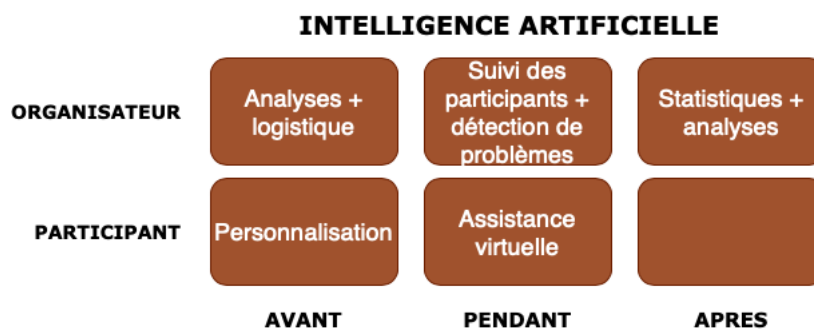 INTELLIGENCE ARTIFICIELLE
ORGANISATEUR
Analyses +
logistique
Suivi des
participants +
détection de
problèmes
Statistiques +
analyses
PARTICIPANT
Personnalisation
Assistance
virtuelle
AVANT
PENDANT
APRES